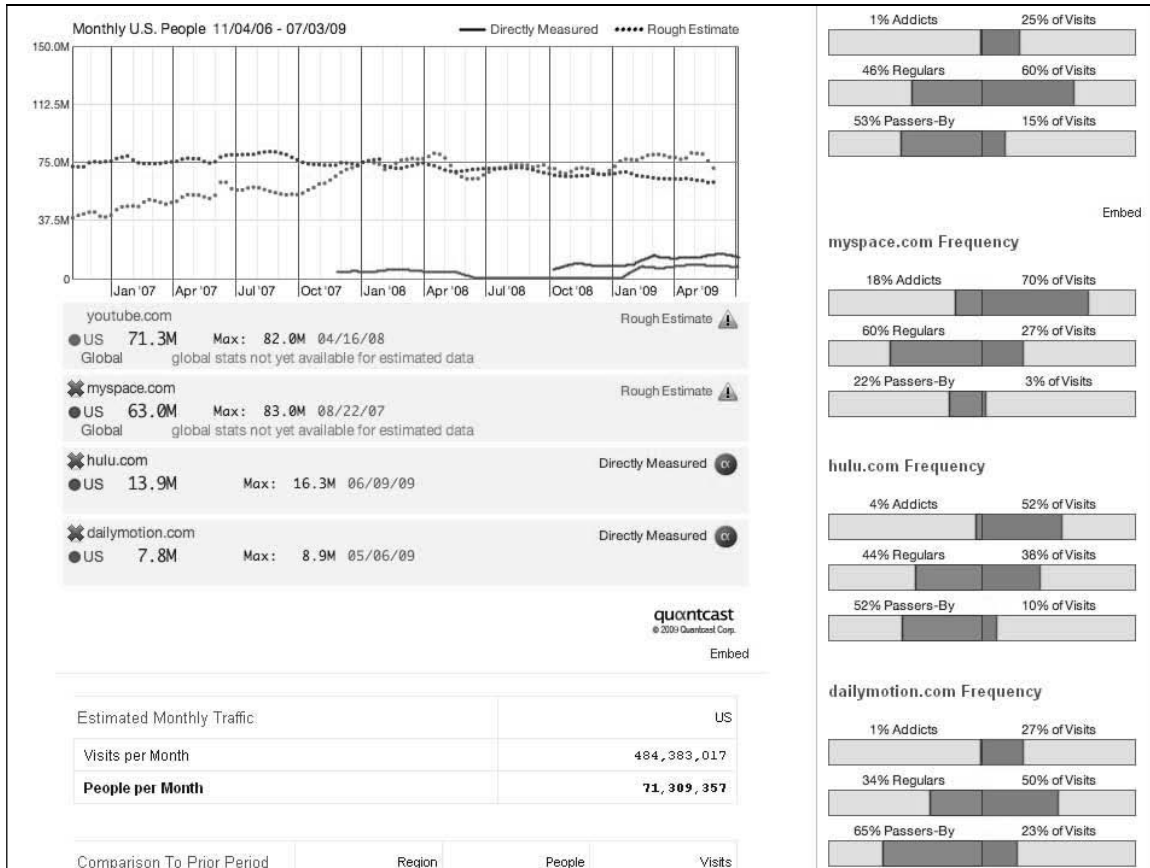 Monthly U.S. People 11/04/06 - 07/03/09
Directly Measured
Rough Estimate
150.0M
112.5M
75.0M
37.5M
0
Jan '07 Apr '07 Jul '07 Oct '07 Jan '08 Apr '08 Jul '08 Oct '08 Jan '09 Apr '09
youtube.com Rough Estimate
US 71.3M Max: 82.0M 04/16/08
Global global stats not yet available for estimated data
myspace.com Rough Estimate
US 63.0M Max: 83.0M 08/22/07
Global global stats not yet available for estimated data
hulu.com Directly Measured α
US 13.9M Max: 16.3M 06/09/09
dailymotion.com Directly Measured α
US 7.8M Max: 8.9M 05/06/09
quantcast
© 2009 Quantcast Corp.
Embed
Estimated Monthly Traffic US
Visits per Month 484,383,017
People per Month 71,309,357
Comparison To Prior Period Region People Visits
1% Addicts 25% of Visits
46% Regulars 60% of Visits
53% Passers-By 15% of Visits
Embed
myspace.com Frequency
18% Addicts 70% of Visits
60% Regulars 27% of Visits
22% Passers-By 3% of Visits
hulu.com Frequency
4% Addicts 52% of Visits
44% Regulars 38% of Visits
52% Passers-By 10% of Visits
dailymotion.com Frequency
1% Addicts 27% of Visits
34% Regulars 50% of Visits
65% Passers-By 23% of Visits